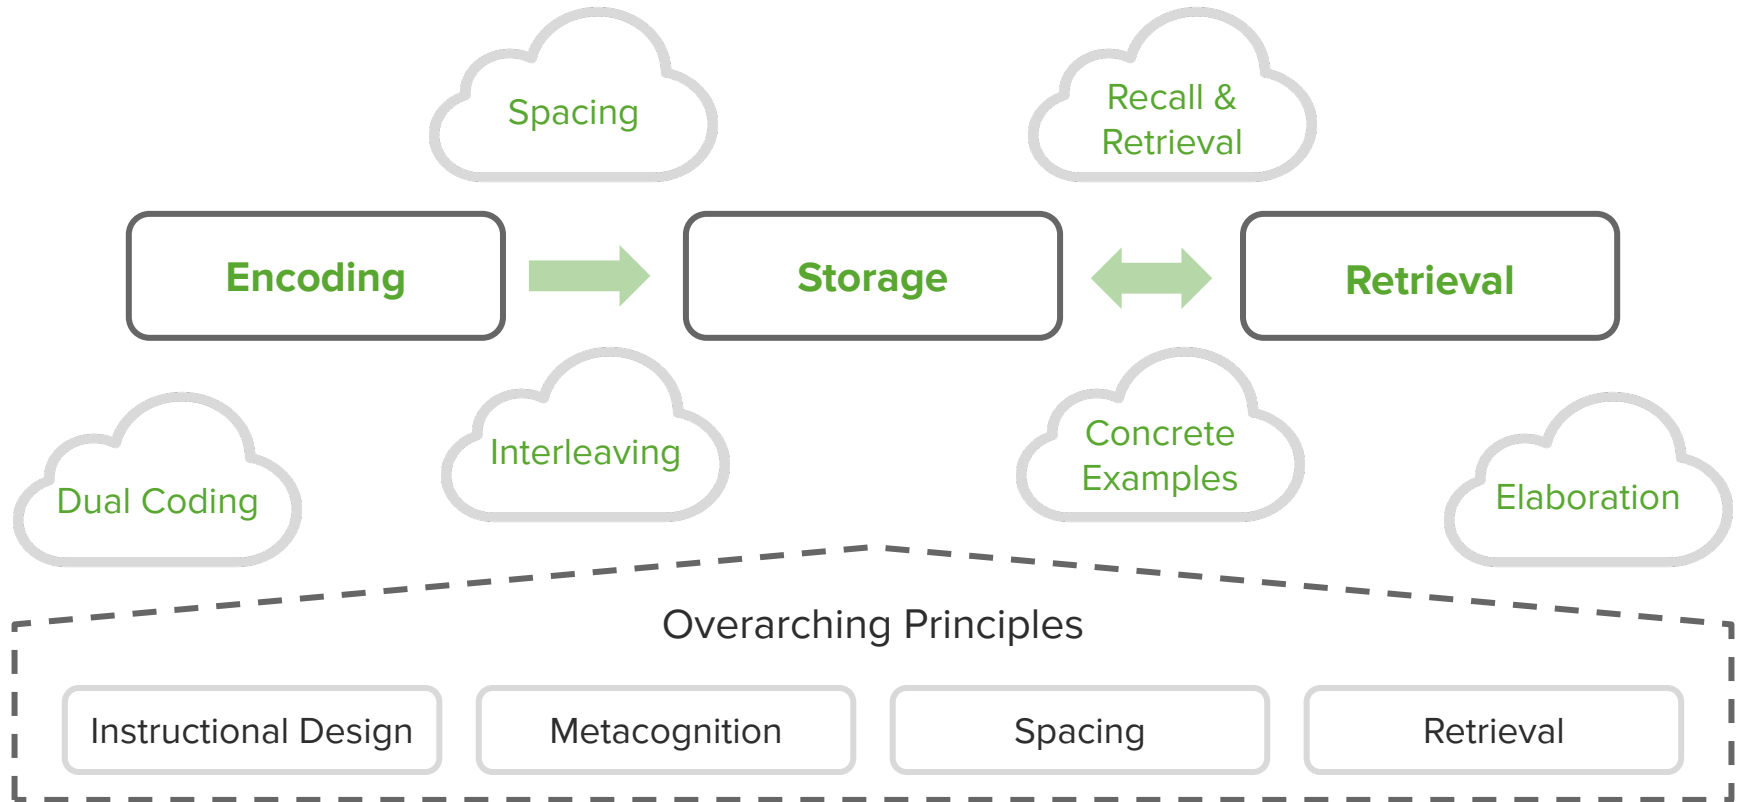 Spacing
Recall &
Retrieval
Encoding
Storage
Retrieval
Dual Coding
Interleaving
Concrete
Examples
Elaboration
Overarching Principles
Instructional Design
Metacognition
Spacing
Retrieval